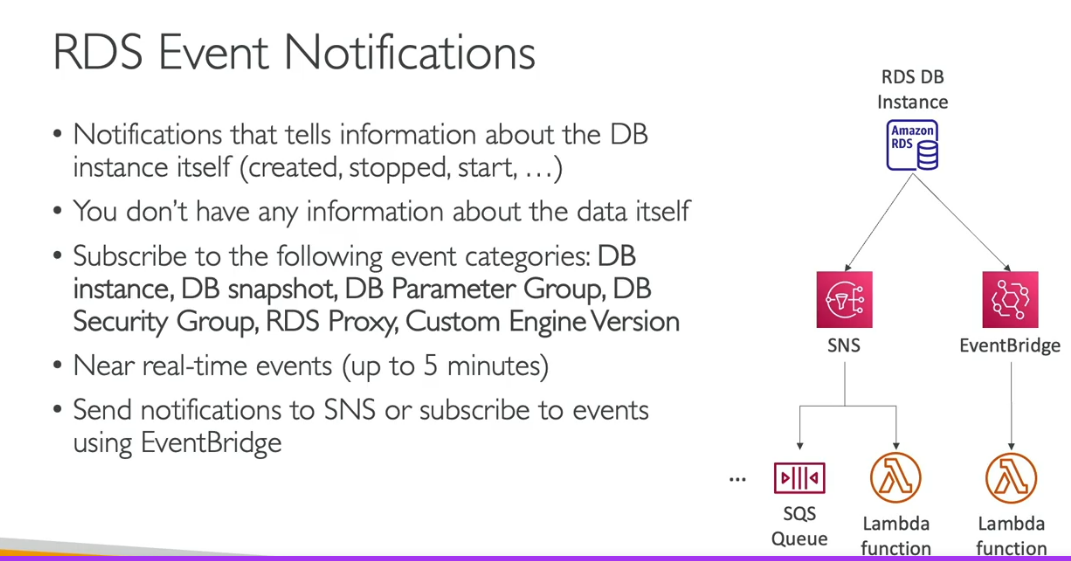 RDS Event Notifications
• Notifications that tells information about the DB
instance itself (created, stopped, start, …)
• You don't have any information about the data itself
• Subscribe to the following event categories: DB
instance, DB snapshot, DB Parameter Group, DB
Security Group, RDS Proxy, Custom Engine Version
• Near real-time events (up to 5 minutes)
• Send notifications to SNS or subscribe to events
using EventBridge
RDS DB
Instance
Amazon
RDS
SNS
EventBridge
...
SQS
Queue
Lambda
function
Lambda
function